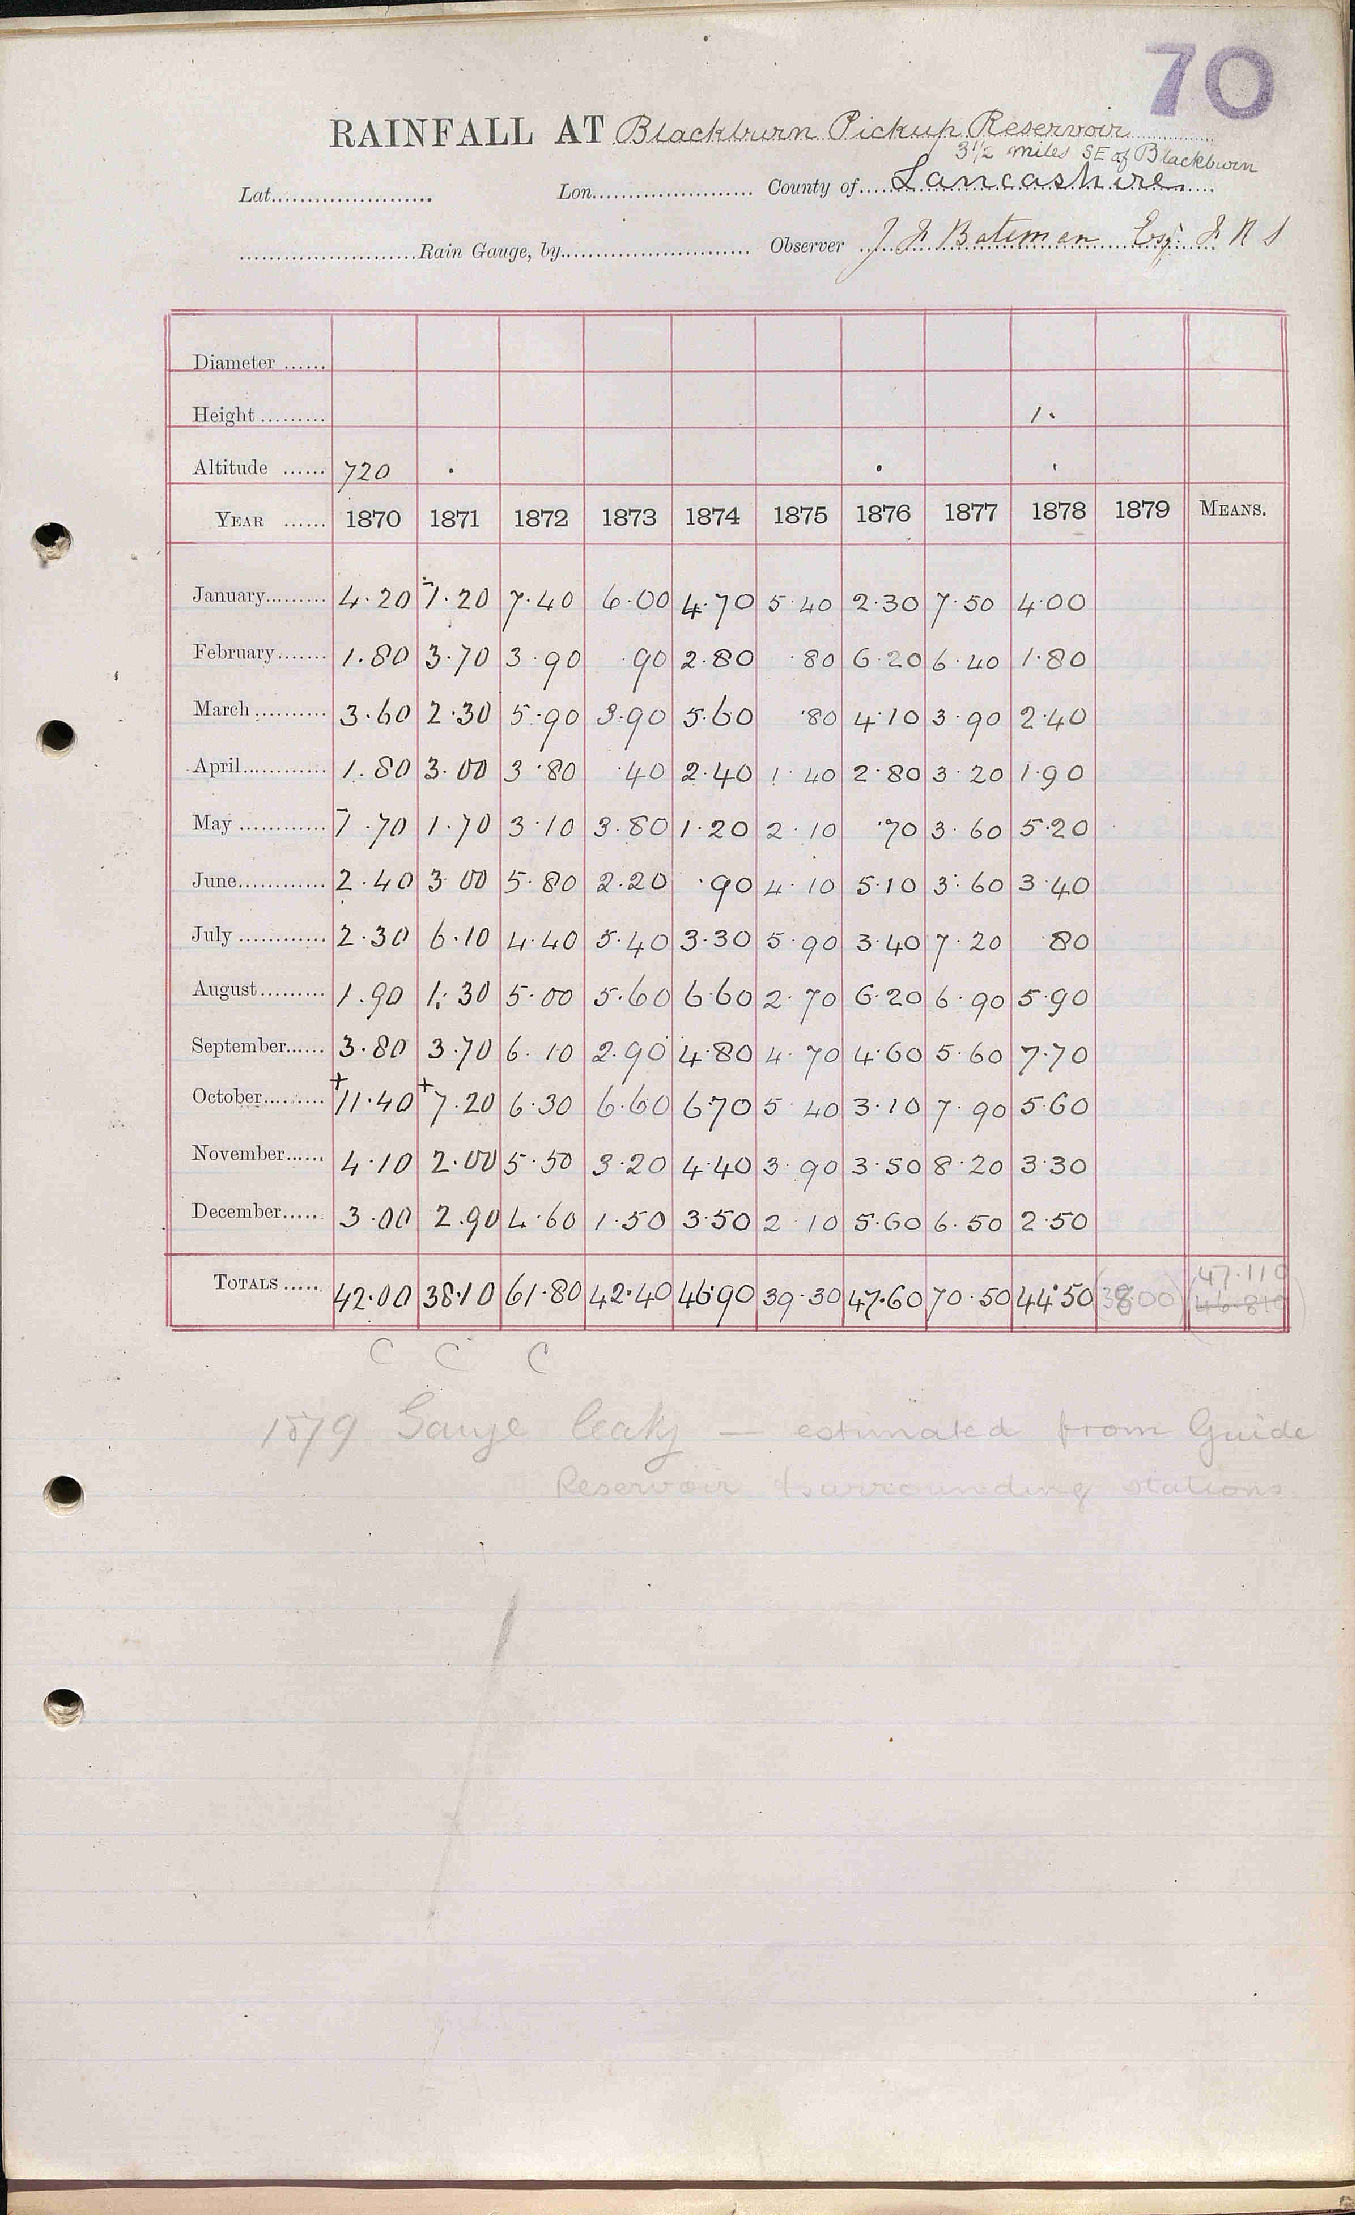 70
RAINFALL AT Blackburn Pickup Reservoir
3½ miles SE of Blackburn
Lat. Lon. County of Lancashire
Rain Gauge, by Observer J F Bateman Esq. F R S
Diameter
Height 1.
Altitude 720 . . .
YEAR 1870 1871 1872 1873 1874 1875 1876 1877 1878 1879 MEANS.
January 4.20 -1.20 7.40 6.00 4.70 5.40 2.30 7.50 4.00
February 1.80 3.70 3.90 .90 2.80 .80 6.20 6.40 1.80
March 3.60 2.30 5.90 3.90 5.60 .80 4.10 3.90 2.40
April 1.80 3.00 3.80 .40 2.40 1.40 2.80 3.20 1.90
May -1.70 1.70 3.10 3.80 1.20 2.10 .70 3.60 5.20
June 2.40 3.00 5.80 2.20 .90 4.10 5.10 3.60 3.40
July 2.30 6.10 4.40 5.40 3.30 5.90 3.40 7.20 .80
August 1.90 1.30 5.00 5.60 6.60 2.70 6.20 6.90 5.90
September 3.80 3.70 6.10 2.90 4.80 4.70 4.60 5.60 7.70
October +11.40 +7.20 6.30 6.60 6.70 5.40 3.10 7.90 5.60
November 4.10 2.00 5.50 3.20 4.40 3.90 3.50 8.20 3.30
December 3.00 2.90 4.60 1.50 3.50 2.10 5.60 6.50 2.50
TOTALS 42.00 38.10 61.80 42.40 46.90 39.30 47.60 70.50 44.50 (38.00) (47.110 46.810)
C C C
1879 Gauge leaky — estimated from Guide
Reservoir & surrounding stations